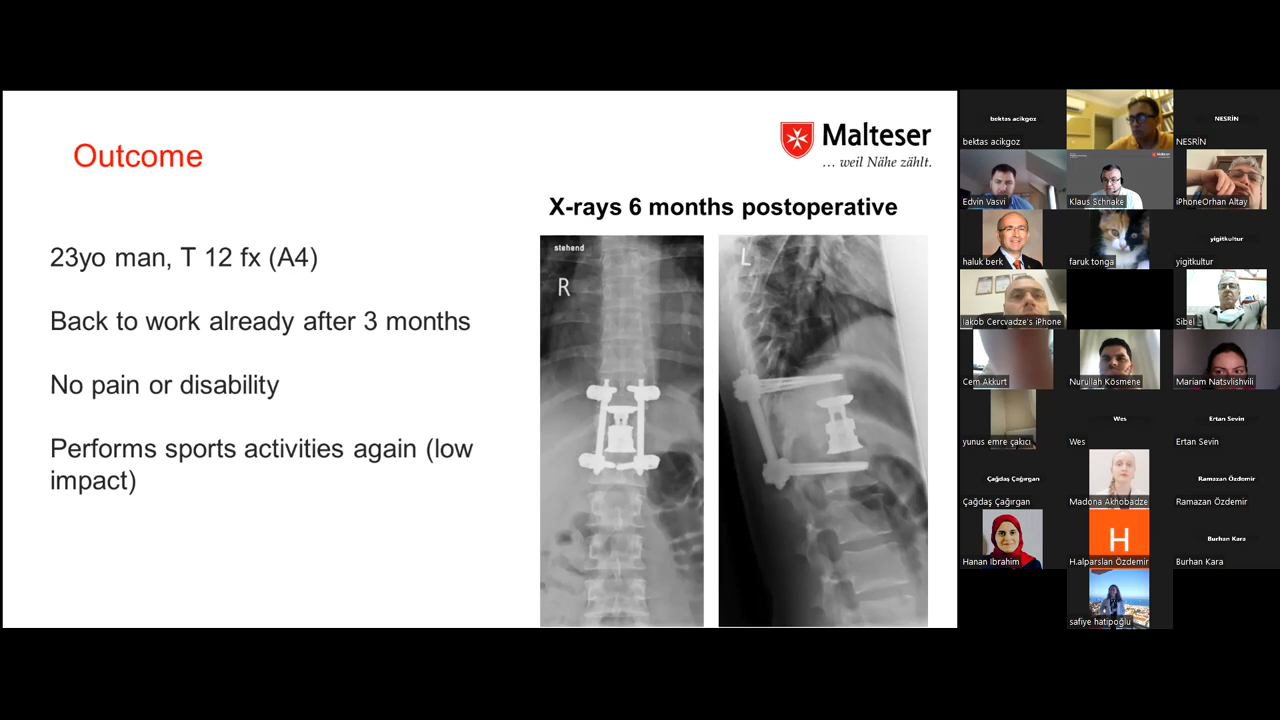 Outcome
Malteser
... weil Nähe zählt.
X-rays 6 months postoperative
23yo man, T 12 fx (A4)
Back to work already after 3 months
No pain or disability
Performs sports activities again (low
impact)
stehend
R
L
bektas acikgoz
bektas acikgoz
NESRİN
NESRİN
Edvin Vasvi
Malteser
Klaus Schnake
iPhoneOrhan Altay
haluk berk
faruk tonga
yigitkultur
yigitkultur
Iakob Cercvadze's iPhone
Sibel
Cem Akkurt
Nurullah Kösmene
Mariam Natsvlishvili
yunus emre çakıcı
Wes
Wes
Ertan Sevin
Ertan Sevin
Çağdaş Çağırgan
Çağdaş Çağırgan
Madona Akhobadze
Ramazan Özdemir
Ramazan Özdemir
Hanan Ibrahim
H
H.alparslan Özdemir
Burhan Kara
Burhan Kara
safiye hatipoğlu